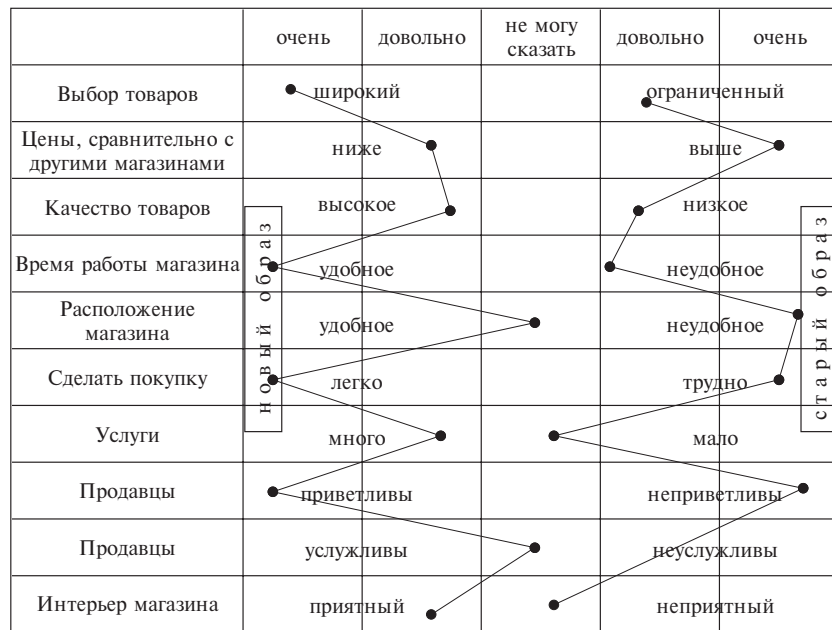 очень довольно не могу сказать довольно очень
Выбор товаров широкий ограниченный
Цены, сравнительно с
другими магазинами ниже выше
Качество товаров высокое низкое
Время работы магазина удобное неудобное
Расположение
магазина удобное неудобное
Сделать покупку легко трудно
Услуги много мало
Продавцы приветливы неприветливы
Продавцы услужливы неуслужливы
Интерьер магазина приятный неприятный
новый образ
старый образ